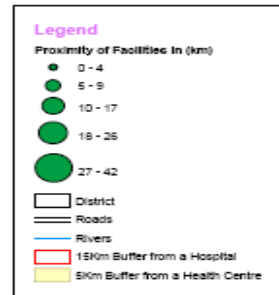 Legend
Proximity of Facilities in (km)
0 - 4
5 - 9
10 - 17
18 - 26
27 - 42
District
Roads
Rivers
15Km Buffer from a Hospital
5Km Buffer from a Health Centre